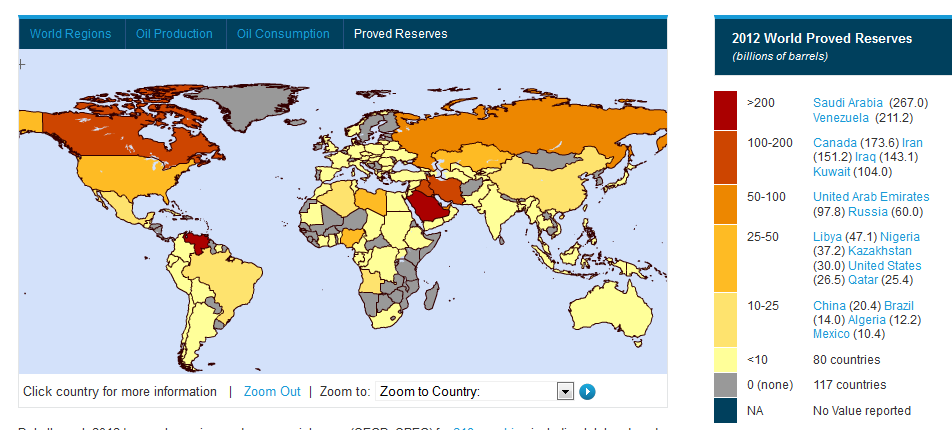 World Regions Oil Production Oil Consumption Proved Reserves
2012 World Proved Reserves
(billions of barrels)
>200
Saudi Arabia (267.0)
Venezuela (211.2)
100-200
Canada (173.6) Iran
(151.2) Iraq (143.1)
Kuwait (104.0)
50-100
United Arab Emirates
(97.8) Russia (60.0)
25-50
Libya (47.1) Nigeria
(37.2) Kazakhstan
(30.0) United States
(26.5) Qatar (25.4)
10-25
China (20.4) Brazil
(14.0) Algeria (12.2)
Mexico (10.4)
<10 80 countries
0 (none) 117 countries
NA No Value reported
Click country for more information | Zoom Out | Zoom to: Zoom to Country: